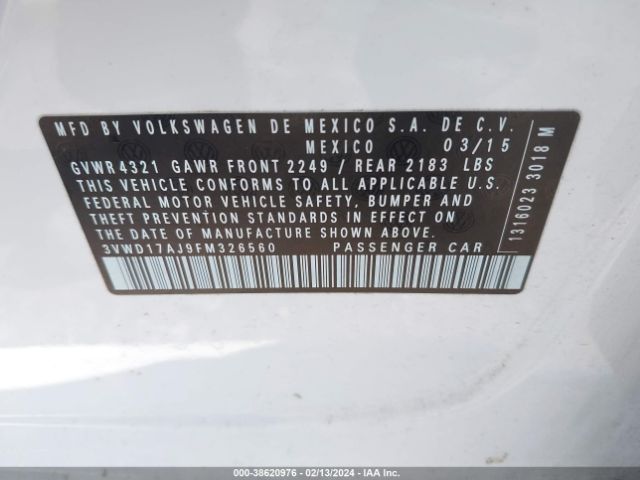 MFD BY VOLKSWAGEN DE MEXICO S.A. DE C.V.
MEXICO 03/15
GVWR 4321 GAWR FRONT 2249 / REAR 2183 LBS
THIS VEHICLE CONFORMS TO ALL APPLICABLE U.S.
FEDERAL MOTOR VEHICLE SAFETY, BUMPER AND
THEFT PREVENTION STANDARDS IN EFFECT ON
THE DATE OF MANUFACTURE SHOWN ABOVE.
3VWD17AJ9FM326560 PASSENGER CAR
1316023 3018 M
000-38620976 - 02/13/2024 - IAA Inc.